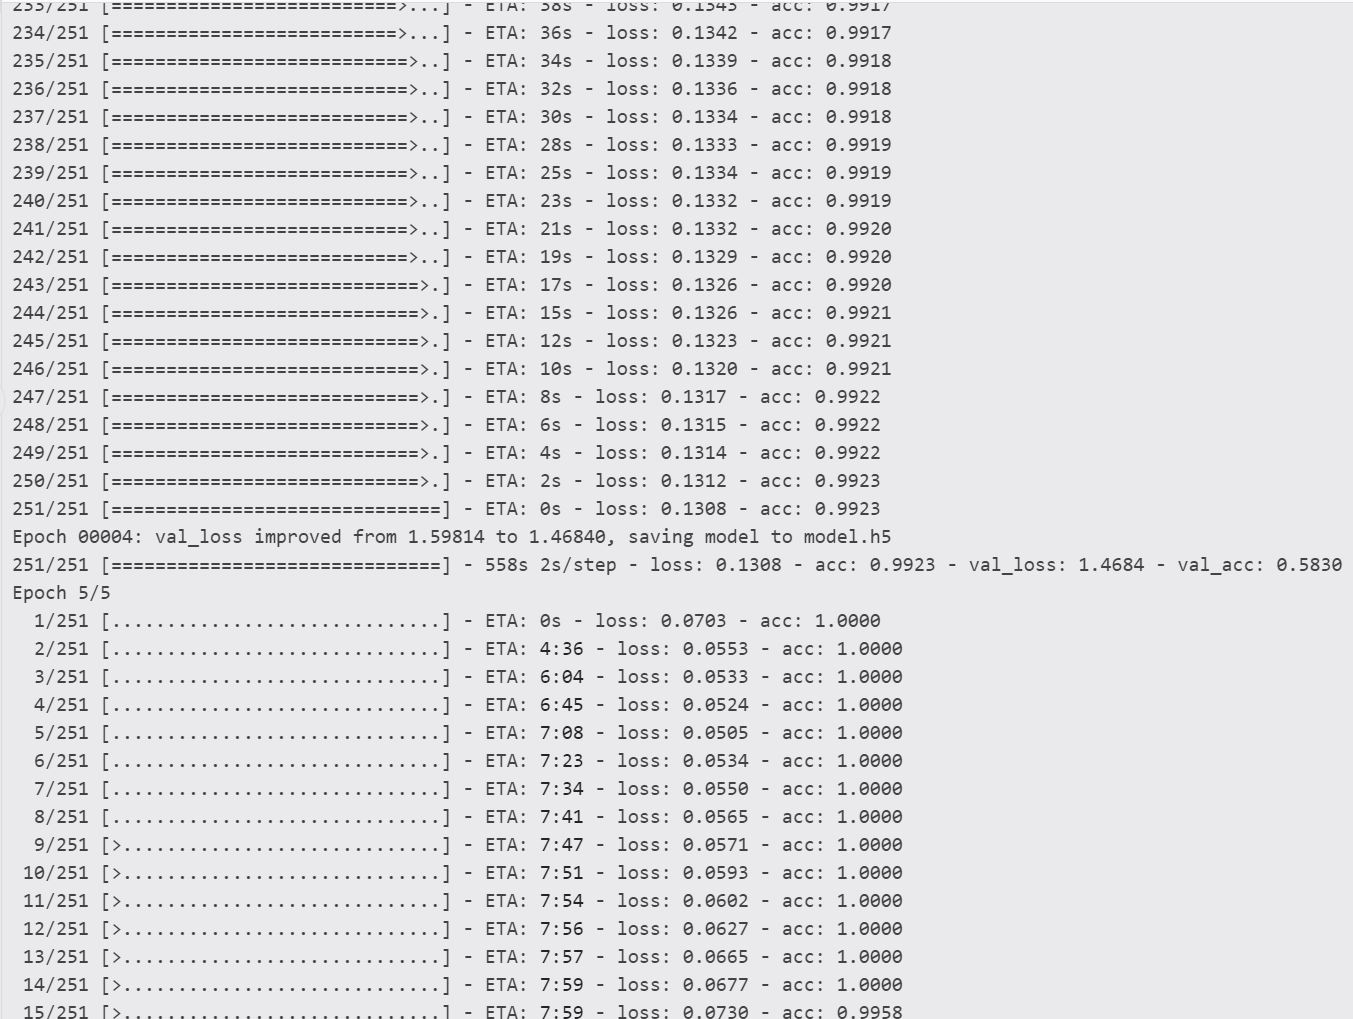 233/251 [==========================>...] - ETA: 38s - loss: 0.1343 - acc: 0.9917
234/251 [==========================>...] - ETA: 36s - loss: 0.1342 - acc: 0.9917
235/251 [===========================>..] - ETA: 34s - loss: 0.1339 - acc: 0.9918
236/251 [===========================>..] - ETA: 32s - loss: 0.1336 - acc: 0.9918
237/251 [===========================>..] - ETA: 30s - loss: 0.1334 - acc: 0.9918
238/251 [===========================>..] - ETA: 28s - loss: 0.1333 - acc: 0.9919
239/251 [===========================>..] - ETA: 25s - loss: 0.1334 - acc: 0.9919
240/251 [===========================>..] - ETA: 23s - loss: 0.1332 - acc: 0.9919
241/251 [===========================>..] - ETA: 21s - loss: 0.1332 - acc: 0.9920
242/251 [===========================>..] - ETA: 19s - loss: 0.1329 - acc: 0.9920
243/251 [============================>.] - ETA: 17s - loss: 0.1326 - acc: 0.9920
244/251 [============================>.] - ETA: 15s - loss: 0.1326 - acc: 0.9921
245/251 [============================>.] - ETA: 12s - loss: 0.1323 - acc: 0.9921
246/251 [============================>.] - ETA: 10s - loss: 0.1320 - acc: 0.9921
247/251 [============================>.] - ETA: 8s - loss: 0.1317 - acc: 0.9922
248/251 [============================>.] - ETA: 6s - loss: 0.1315 - acc: 0.9922
249/251 [============================>.] - ETA: 4s - loss: 0.1314 - acc: 0.9922
250/251 [============================>.] - ETA: 2s - loss: 0.1312 - acc: 0.9923
251/251 [==============================] - ETA: 0s - loss: 0.1308 - acc: 0.9923
Epoch 00004: val_loss improved from 1.59814 to 1.46840, saving model to model.h5
251/251 [==============================] - 558s 2s/step - loss: 0.1308 - acc: 0.9923 - val_loss: 1.4684 - val_acc: 0.5830
Epoch 5/5
1/251 [..............................] - ETA: 0s - loss: 0.0703 - acc: 1.0000
2/251 [..............................] - ETA: 4:36 - loss: 0.0553 - acc: 1.0000
3/251 [..............................] - ETA: 6:04 - loss: 0.0533 - acc: 1.0000
4/251 [..............................] - ETA: 6:45 - loss: 0.0524 - acc: 1.0000
5/251 [..............................] - ETA: 7:08 - loss: 0.0505 - acc: 1.0000
6/251 [..............................] - ETA: 7:23 - loss: 0.0534 - acc: 1.0000
7/251 [..............................] - ETA: 7:34 - loss: 0.0550 - acc: 1.0000
8/251 [..............................] - ETA: 7:41 - loss: 0.0565 - acc: 1.0000
9/251 [>.............................] - ETA: 7:47 - loss: 0.0571 - acc: 1.0000
10/251 [>.............................] - ETA: 7:51 - loss: 0.0593 - acc: 1.0000
11/251 [>.............................] - ETA: 7:54 - loss: 0.0602 - acc: 1.0000
12/251 [>.............................] - ETA: 7:56 - loss: 0.0627 - acc: 1.0000
13/251 [>.............................] - ETA: 7:57 - loss: 0.0665 - acc: 1.0000
14/251 [>.............................] - ETA: 7:59 - loss: 0.0677 - acc: 1.0000
15/251 [>.............................] - ETA: 7:59 - loss: 0.0730 - acc: 0.9958